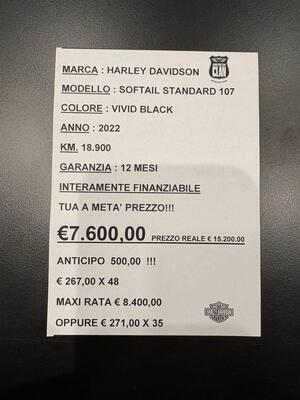 MARCA : HARLEY DAVIDSON
MODELLO : SOFTAIL STANDARD 107
COLORE : VIVID BLACK
ANNO : 2022
KM. 18.900
GARANZIA : 12 MESI
INTERAMENTE FINANZIABILE
TUA A META' PREZZO!!!
€7.600,00 PREZZO REALE € 15.200.00
ANTICIPO 500,00 !!!
€ 267,00 X 48
MAXI RATA € 8.400,00
OPPURE € 271,00 X 35
HARLEY-DAVIDSON